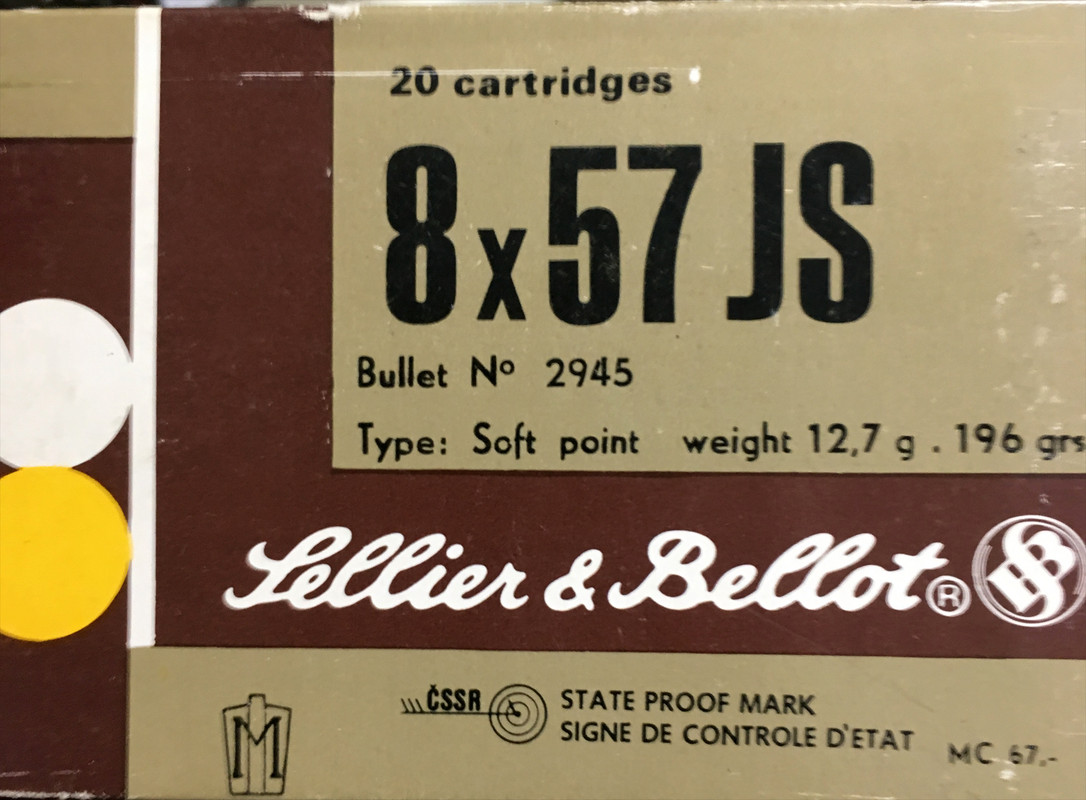 20 cartridges
8 x 57 JS
Bullet Nº 2945
Type: Soft point weight 12,7 g . 196 grs
Sellier & Bellot ® SB
ČSSR
STATE PROOF MARK
SIGNE DE CONTROLE D'ETAT
MC 67.-
M